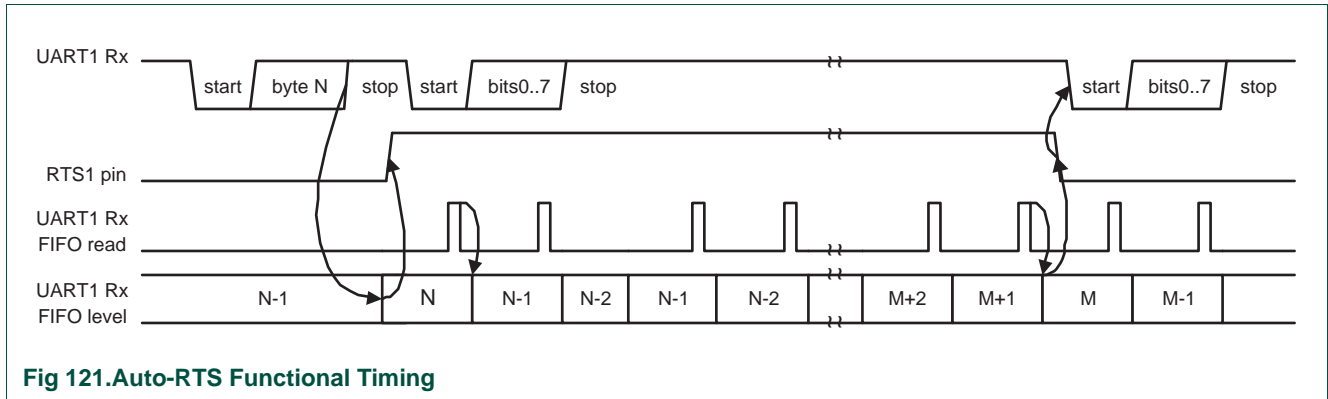 UART1 Rx
start byte N stop start bits0..7 stop start bits0..7 stop
RTS1 pin
UART1 Rx
FIFO read
UART1 Rx
FIFO level
N-1 N N-1 N-2 N-1 N-2 M+2 M+1 M M-1
Fig 121.Auto-RTS Functional Timing